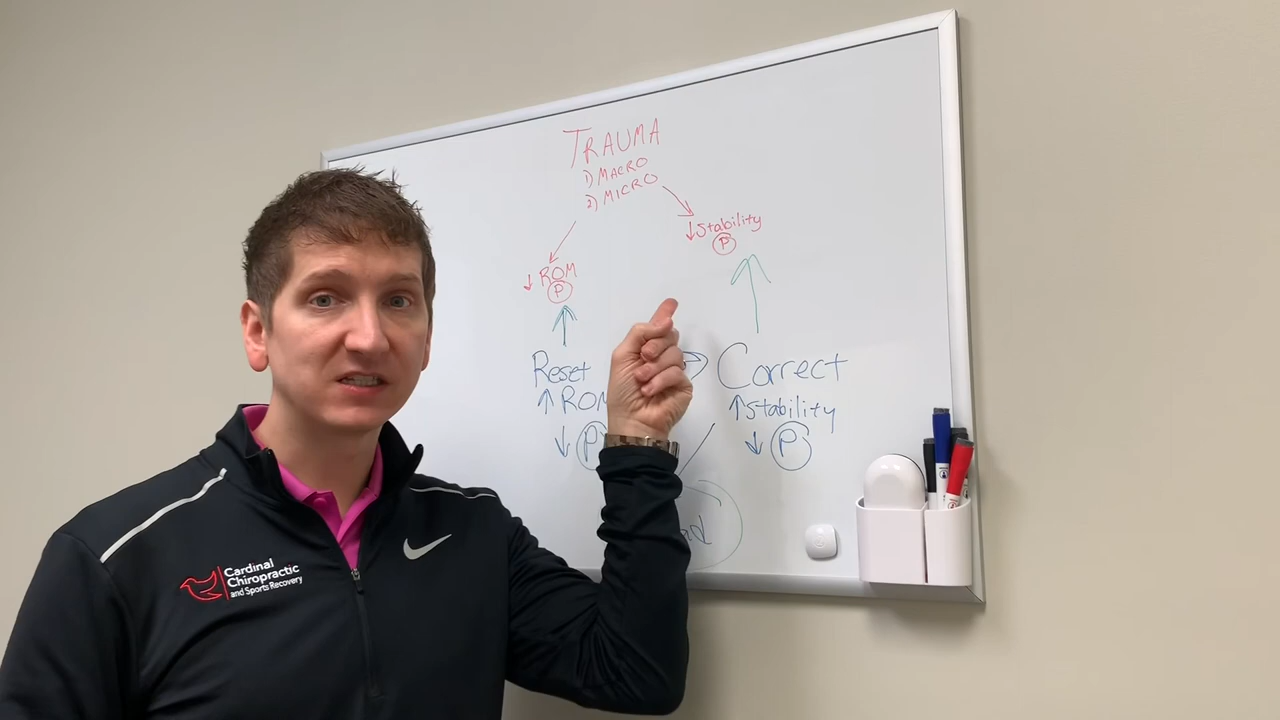 TRAUMA
1) MACRO
2) MICRO
↓ Stability
P
↓ ROM
P
Reset
↑ ROM
↓ P
Correct
↑ Stability
↓ P
Cardinal
Chiropractic
and Sports Recovery